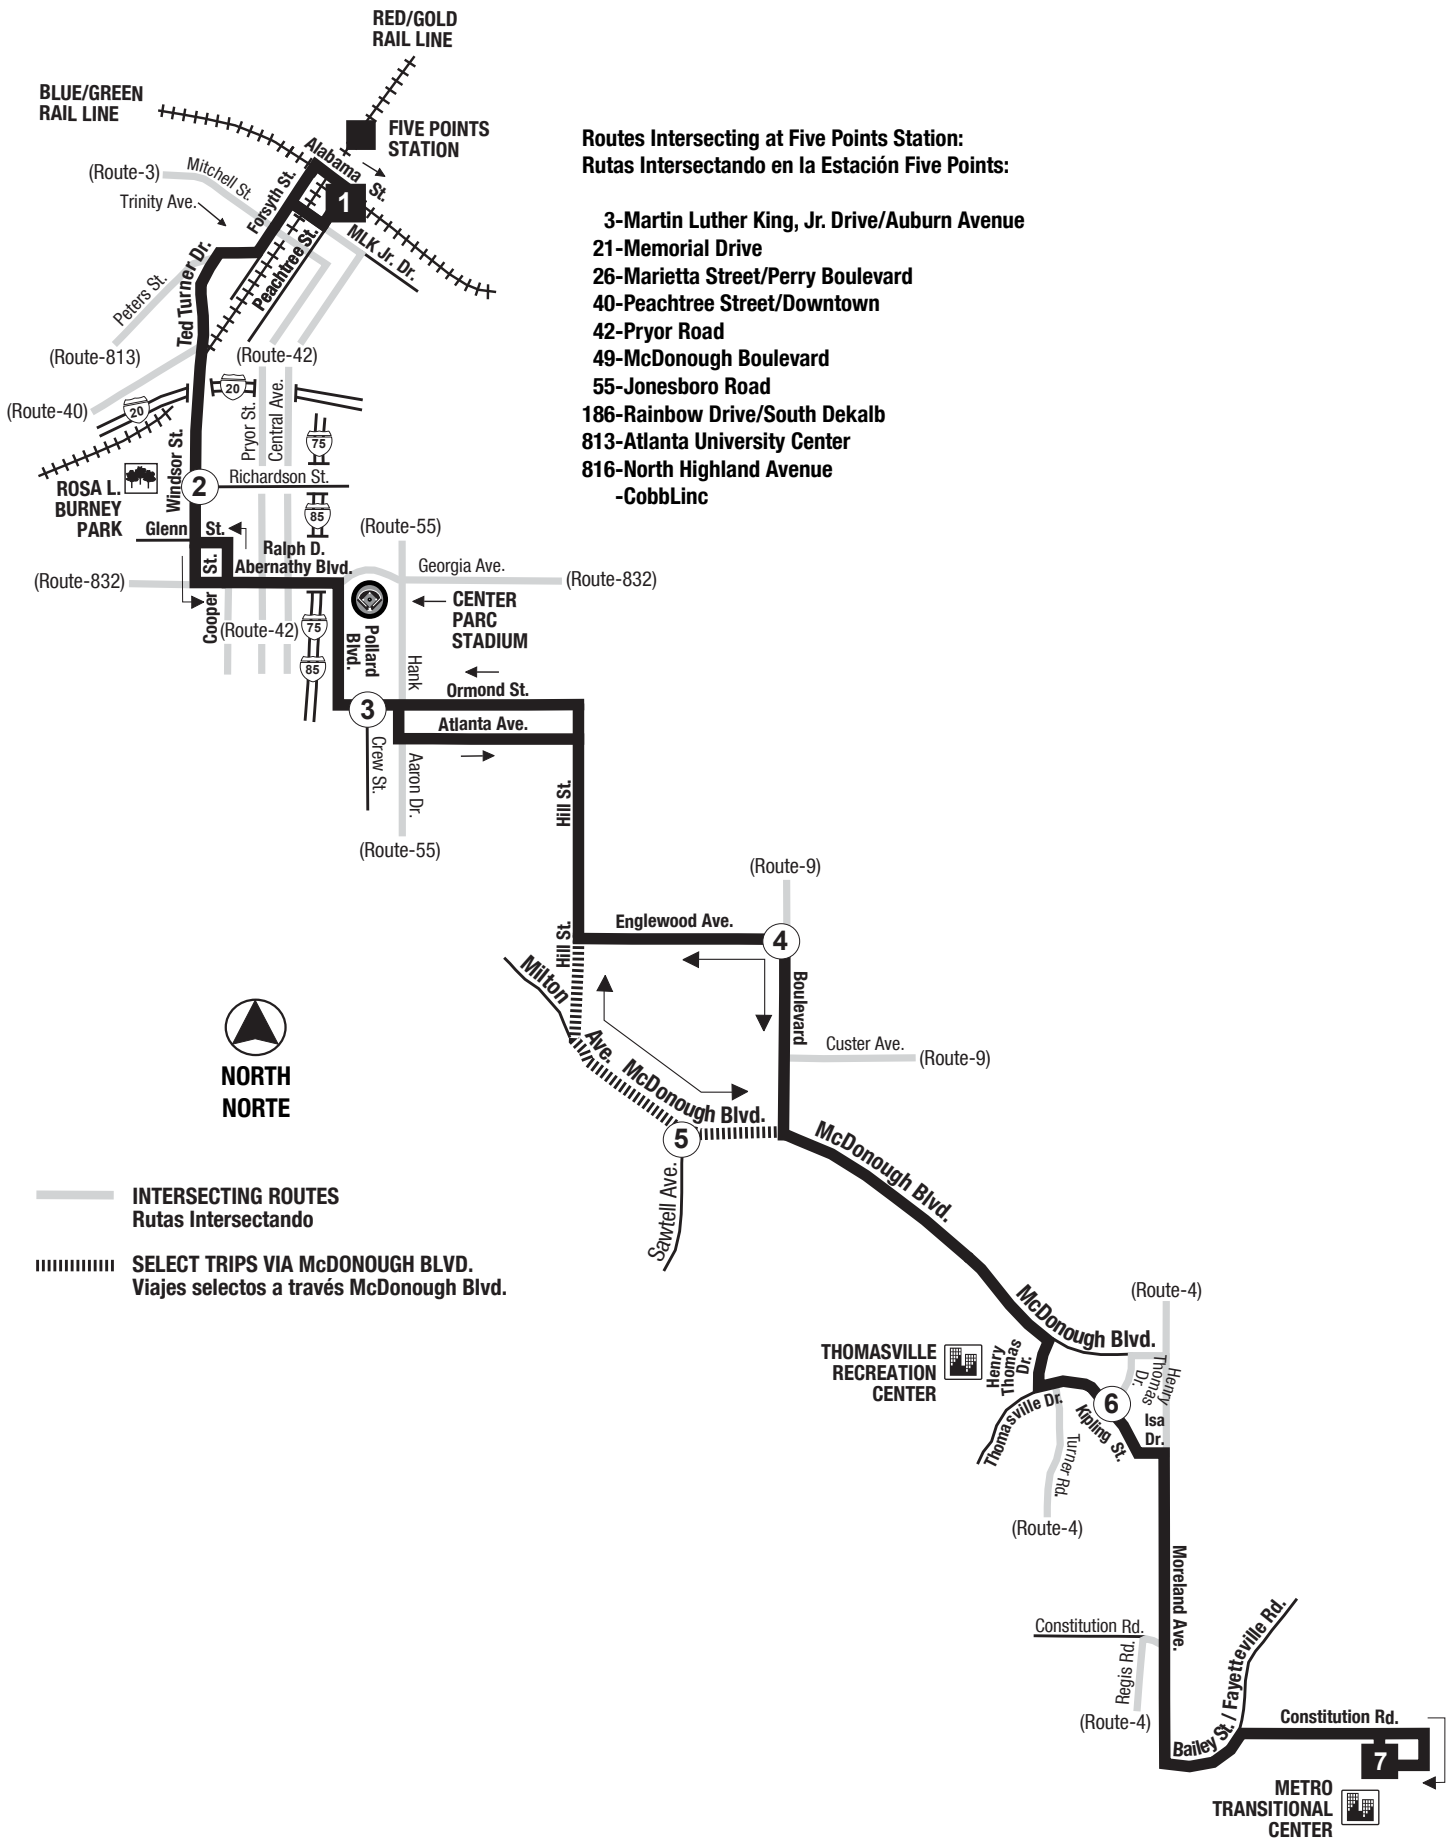 RED/GOLD
RAIL LINE
BLUE/GREEN
RAIL LINE
FIVE POINTS
STATION
Routes Intersecting at Five Points Station:
Rutas Intersectando en la Estación Five Points:
3-Martin Luther King, Jr. Drive/Auburn Avenue
21-Memorial Drive
26-Marietta Street/Perry Boulevard
40-Peachtree Street/Downtown
42-Pryor Road
49-McDonough Boulevard
55-Jonesboro Road
186-Rainbow Drive/South Dekalb
813-Atlanta University Center
816-North Highland Avenue
-CobbLinc
Alabama St.
(Route-3)
Mitchell St.
Trinity Ave.
Forsyth St.
1
MLK Jr. Dr.
Peachtree St.
Ted Turner Dr.
Peters St.
(Route-813)
(Route-42)
(Route-40)
20
20
Pryor St.
Central Ave.
75
Windsor St.
2
Richardson St.
ROSA L.
BURNEY
PARK
85
Glenn St.
(Route-55)
Ralph D.
Abernathy Blvd.
Georgia Ave.
(Route-832)
(Route-832)
Cooper St.
(Route-42)
75
85
Pollard
Blvd.
CENTER
PARC
STADIUM
Hank
Ormond St.
3
Atlanta Ave.
Crew St.
Aaron Dr.
Hill St.
(Route-55)
(Route-9)
Englewood Ave.
4
Hill St.
Milton
Ave.
Boulevard
Custer Ave.
(Route-9)
NORTH
NORTE
McDonough Blvd.
5
McDonough Blvd.
Sawtell Ave.
INTERSECTING ROUTES
Rutas Intersectando
SELECT TRIPS VIA McDONOUGH BLVD.
Viajes selectos a través McDonough Blvd.
(Route-4)
McDonough Blvd.
THOMASVILLE
RECREATION
CENTER
Henry
Thomas
Dr.
Henry
Thomas
Dr.
6
Thomasville Dr.
Kipling St.
Isa
Dr.
Turner Rd.
(Route-4)
Moreland Ave.
Constitution Rd.
Regis Rd.
(Route-4)
Bailey St. / Fayetteville Rd.
Constitution Rd.
7
METRO
TRANSITIONAL
CENTER